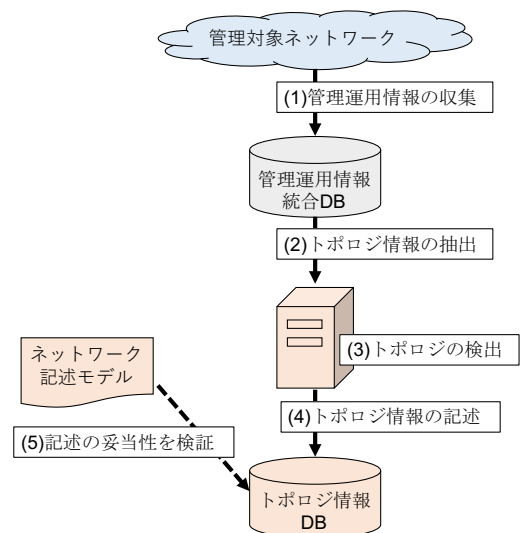 管理対象ネットワーク
(1)管理運用情報の収集
管理運用情報
統合DB
(2)トポロジ情報の抽出
(3)トポロジの検出
ネットワーク
記述モデル
(4)トポロジ情報の記述
(5)記述の妥当性を検証
トポロジ情報
DB